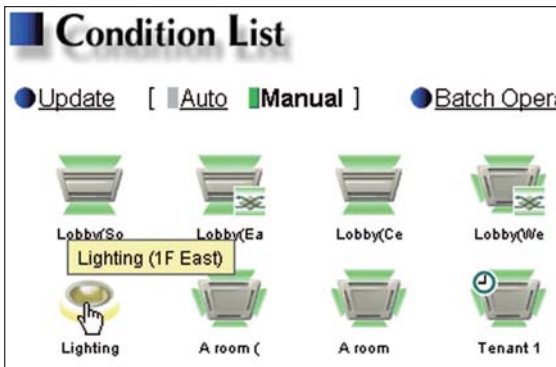 Condition List
Update [ Auto Manual ] Batch Opera
Lobby(So Lobby(Ea Lobby(Ce Lobby(We
Lighting (1F East)
Lighting A room ( A room Tenant 1